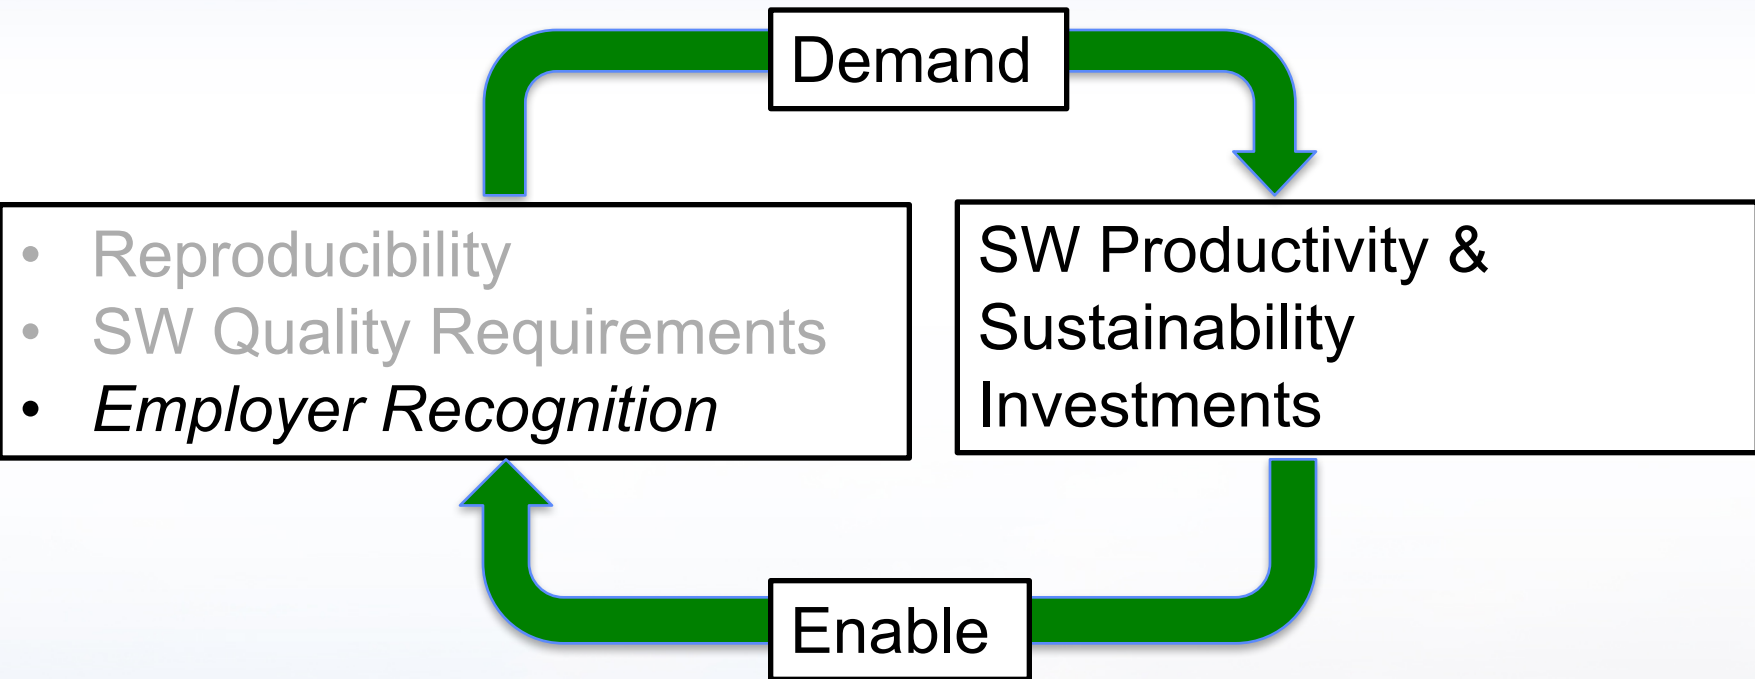 Demand
• Reproducibility
• SW Quality Requirements
• Employer Recognition
SW Productivity &
Sustainability
Investments
Enable